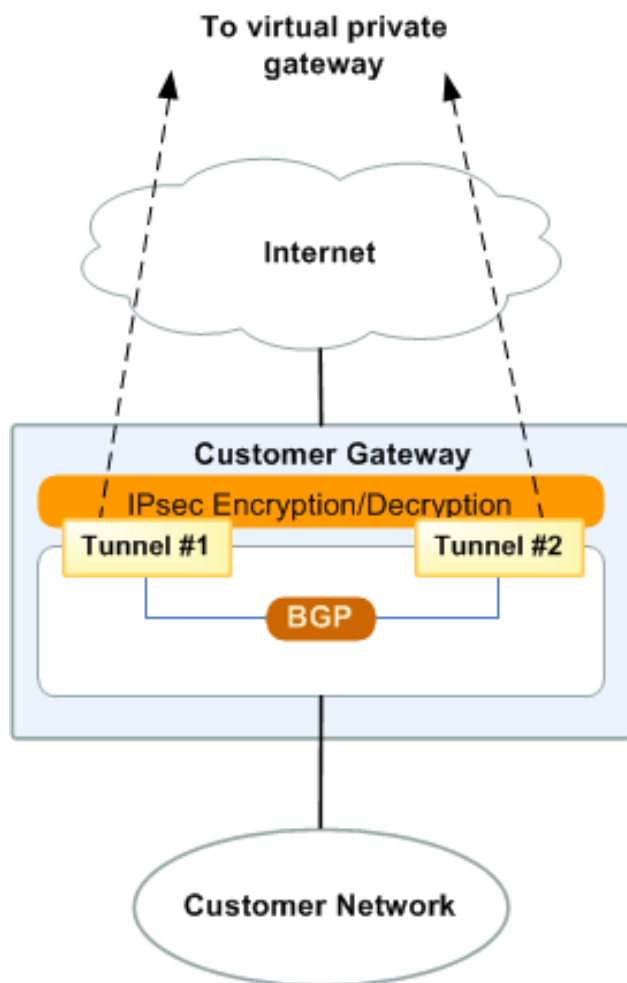 To virtual private
gateway
Internet
Customer Gateway
IPsec Encryption/Decryption
Tunnel #1
Tunnel #2
BGP
Customer Network